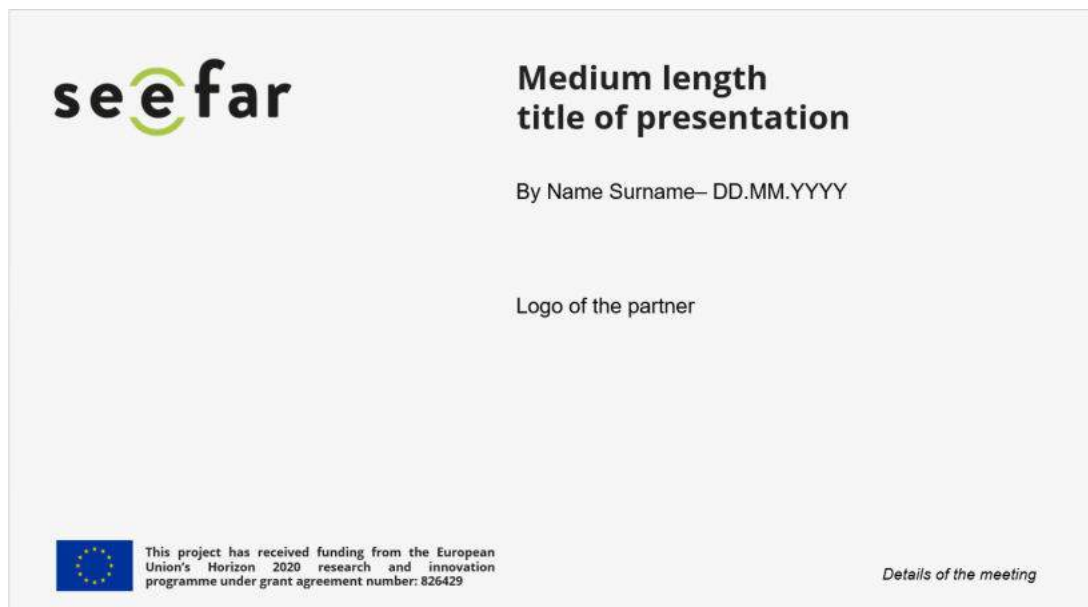 seefar
Medium length
title of presentation
By Name Surname– DD.MM.YYYY
Logo of the partner
This project has received funding from the European
Union's Horizon 2020 research and innovation
programme under grant agreement number: 826429
Details of the meeting